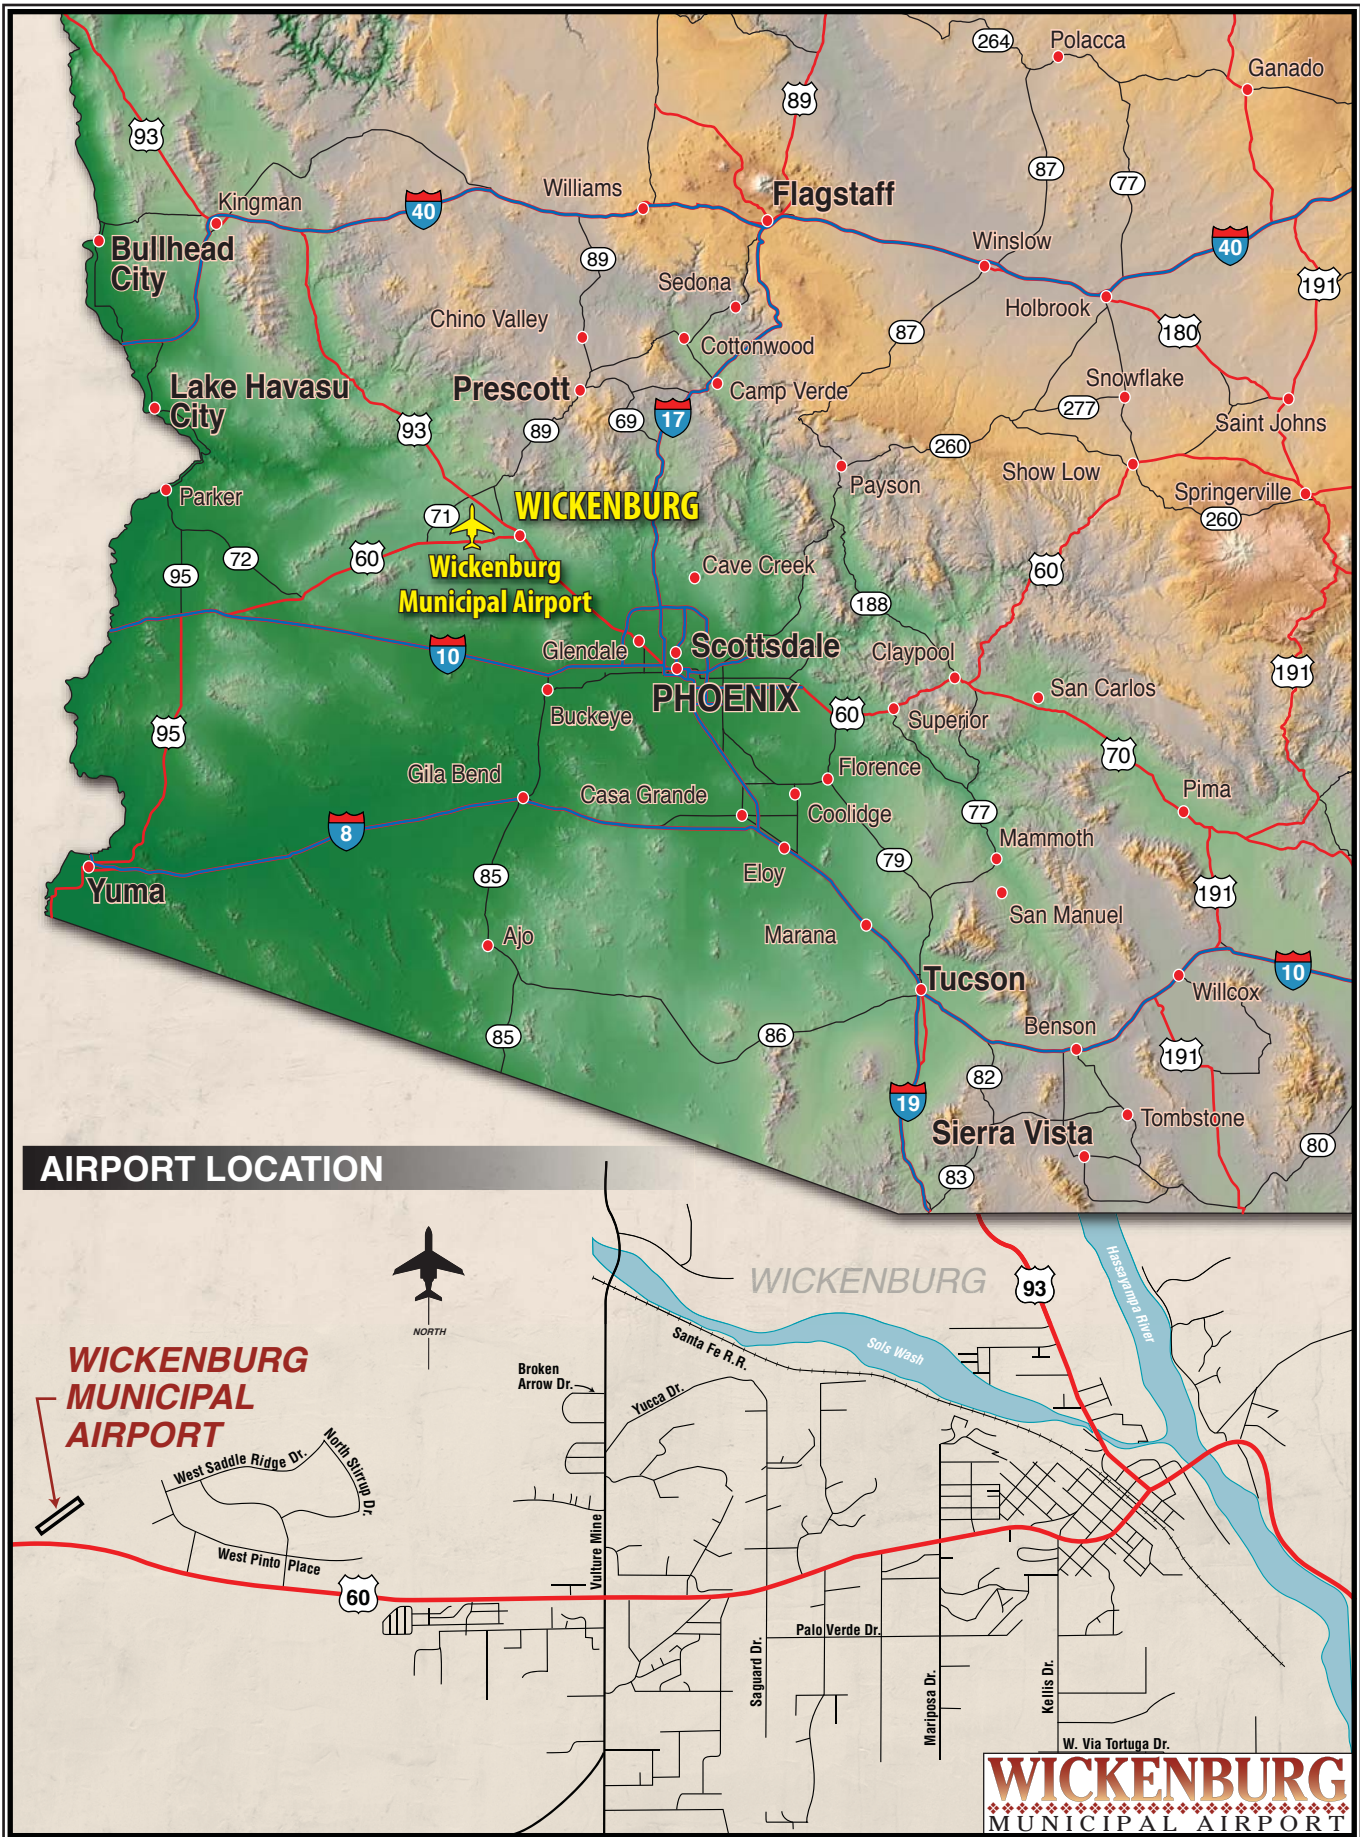 264
Polacca
Ganado
89
93
87
77
Kingman
Williams
Flagstaff
40
Bullhead
City
Winslow
40
89
Sedona
191
Holbrook
Chino Valley
87
180
Cottonwood
Lake Havasu
City
Prescott
Camp Verde
Snowflake
277
Saint Johns
93
89
69
17
260
Show Low
Payson
Springerville
260
Parker
71
WICKENBURG
60
72
95
Wickenburg
Municipal Airport
Cave Creek
60
188
10
Glendale
Scottsdale
Claypool
191
San Carlos
PHOENIX
Buckeye
60
Superior
95
70
Gila Bend
Casa Grande
Florence
Coolidge
Pima
8
77
Mammoth
79
Eloy
85
Yuma
191
San Manuel
Ajo
Marana
Tucson
10
Willcox
85
86
Benson
191
82
19
Tombstone
Sierra Vista
80
83
AIRPORT LOCATION
WICKENBURG
93
Hassayampa River
NORTH
Santa Fe R.R.
Sols Wash
WICKENBURG
MUNICIPAL
AIRPORT
Broken
Arrow Dr.
Yucca Dr.
West Saddle Ridge Dr.
North Stirrup Dr.
West Pinto Place
Vulture Mine
60
Palo Verde Dr.
Saguard Dr.
Mariposa Dr.
Kellis Dr.
W. Via Tortuga Dr.
WICKENBURG
MUNICIPAL AIRPORT